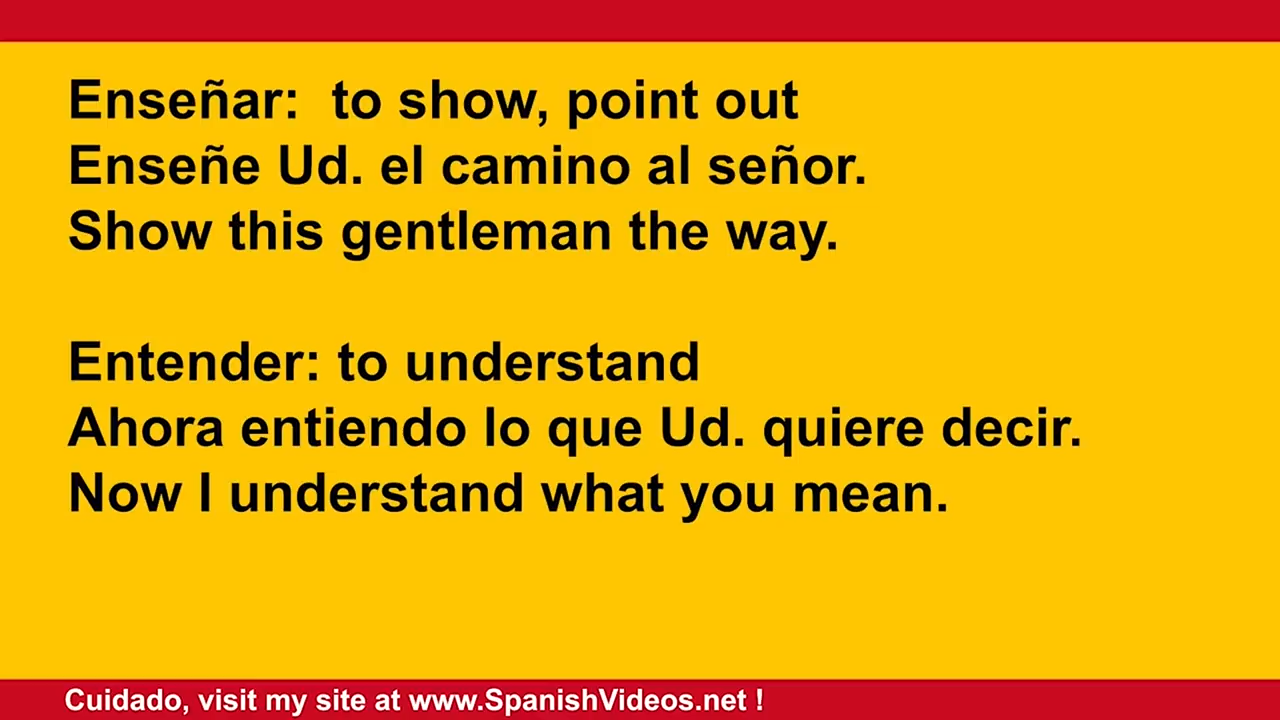 Enseñar:  to show, point out
Enseñe Ud. el camino al señor.
Show this gentleman the way.
Entender: to understand
Ahora entiendo lo que Ud. quiere decir.
Now I understand what you mean.
Cuidado, visit my site at www.SpanishVideos.net !